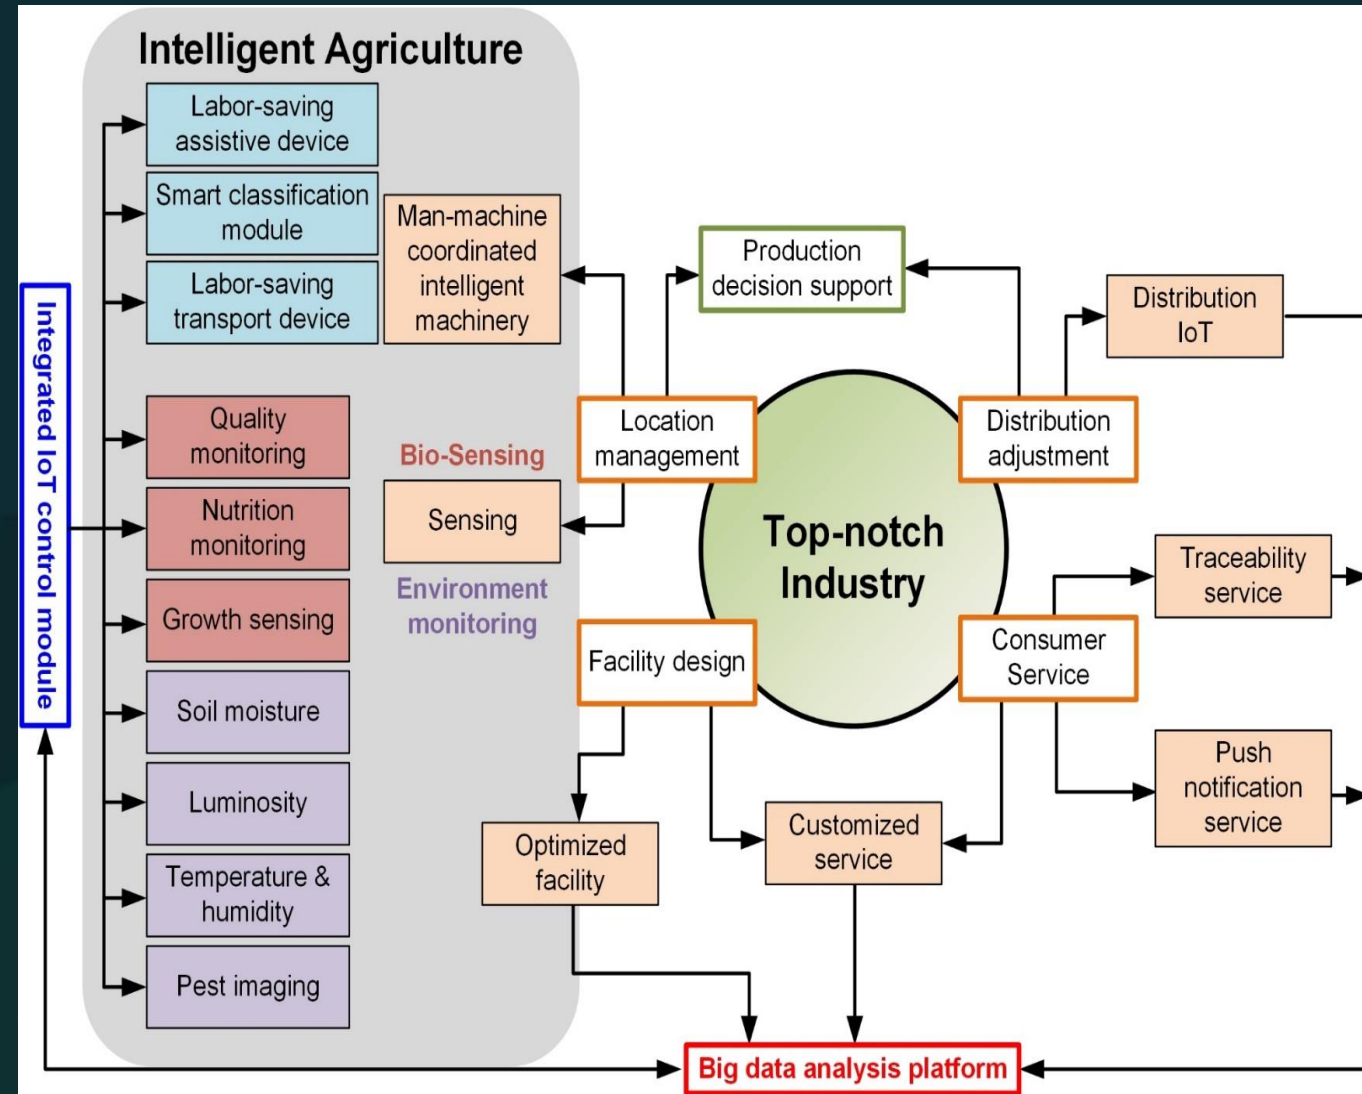 Intelligent Agriculture
Labor-saving
assistive device
Smart classification
module
Labor-saving
transport device
Man-machine
coordinated
intelligent
machinery
Integrated IoT control module
Quality
monitoring
Nutrition
monitoring
Growth sensing
Bio-Sensing
Sensing
Environment
monitoring
Soil moisture
Luminosity
Temperature &
humidity
Pest imaging
Production
decision support
Distribution
IoT
Location
management
Distribution
adjustment
Top-notch
Industry
Facility design
Consumer
Service
Traceability
service
Push
notification
service
Optimized
facility
Customized
service
Big data analysis platform